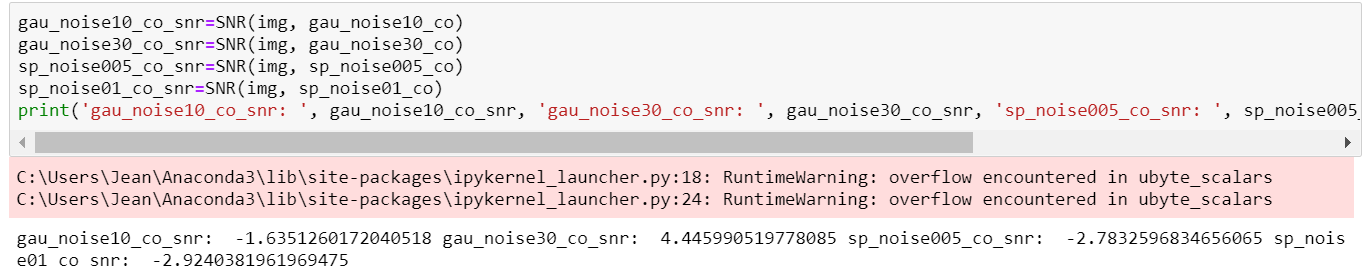 gau_noise10_co_snr=SNR(img, gau_noise10_co)
gau_noise30_co_snr=SNR(img, gau_noise30_co)
sp_noise005_co_snr=SNR(img, sp_noise005_co)
sp_noise01_co_snr=SNR(img, sp_noise01_co)
print('gau_noise10_co_snr: ', gau_noise10_co_snr, 'gau_noise30_co_snr: ', gau_noise30_co_snr, 'sp_noise005_co_snr: ', sp_noise005_
C:\Users\Jean\Anaconda3\lib\site-packages\ipykernel_launcher.py:18: RuntimeWarning: overflow encountered in ubyte_scalars
C:\Users\Jean\Anaconda3\lib\site-packages\ipykernel_launcher.py:24: RuntimeWarning: overflow encountered in ubyte_scalars
gau_noise10_co_snr:  -1.6351260172040518 gau_noise30_co_snr:  4.445990519778085 sp_noise005_co_snr:  -2.7832596834656065 sp_nois
e01_co_snr:  -2.9240381961969475